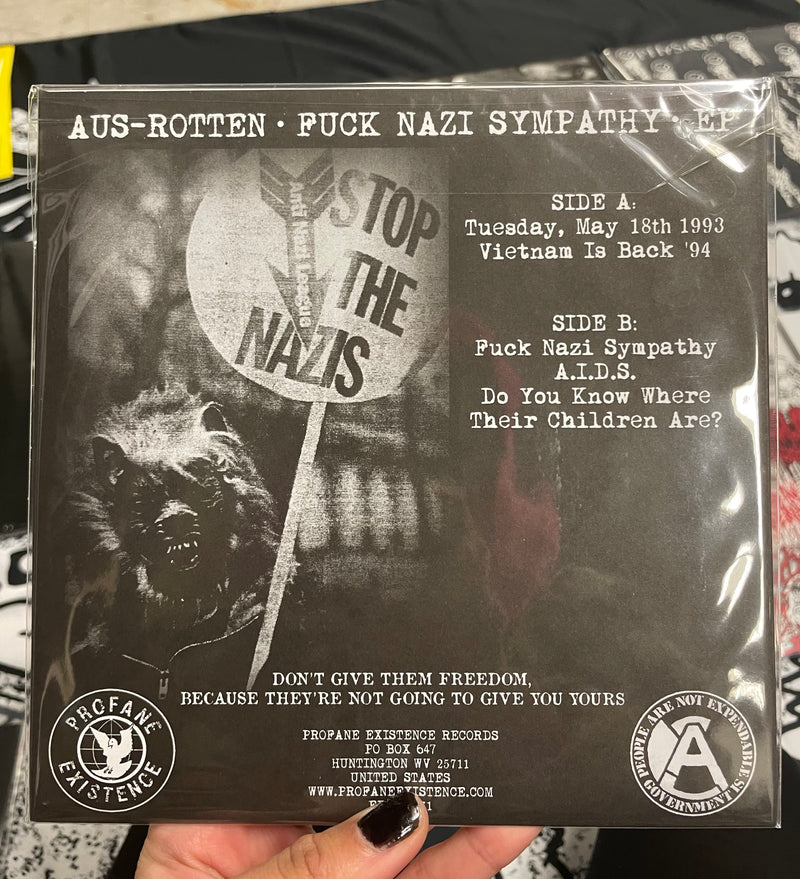 AUS-ROTTEN · FUCK NAZI SYMPATHY · EP
STOP
THE
NAZIS
Anti Nazi League
SIDE A:
Tuesday, May 18th 1993
Vietnam Is Back '94
SIDE B:
Fuck Nazi Sympathy
A.I.D.S.
Do You Know Where
Their Children Are?
DON'T GIVE THEM FREEDOM,
BECAUSE THEY'RE NOT GOING TO GIVE YOU YOURS
PROFANE EXISTENCE RECORDS
PO BOX 647
HUNTINGTON WV 25711
UNITED STATES
WWW.PROFANEEXISTENCE.COM
PROFANE
EXISTENCE
PEOPLE ARE NOT EXPENDABLE
GOVERNMENT IS
A